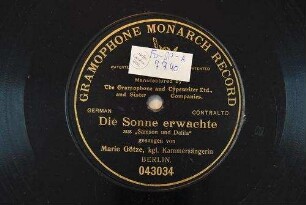 GRAMOPHONE MONARCH RECORD
Manufactured by
The Gramophone and Typewriter Ltd.,
and Sister Companies.
GERMAN
CONTRALTO
Die Sonne erwachte
aus „Samson und Dalila"
gesungen von
Marie Götze, kgl. Kammersängerin
BERLIN.
043034